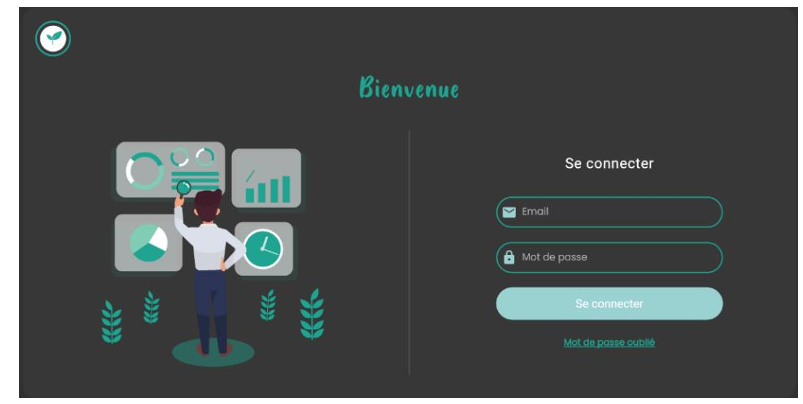 Bienvenue
Se connecter
Email
Mot de passe
Se connecter
Mot de passe oublié